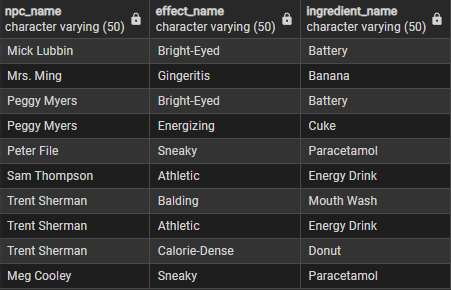 npc_name effect_name ingredient_name
character varying (50) character varying (50) character varying (50)
Mick Lubbin Bright-Eyed Battery
Mrs. Ming Gingeritis Banana
Peggy Myers Bright-Eyed Battery
Peggy Myers Energizing Cuke
Peter File Sneaky Paracetamol
Sam Thompson Athletic Energy Drink
Trent Sherman Balding Mouth Wash
Trent Sherman Athletic Energy Drink
Trent Sherman Calorie-Dense Donut
Meg Cooley Sneaky Paracetamol